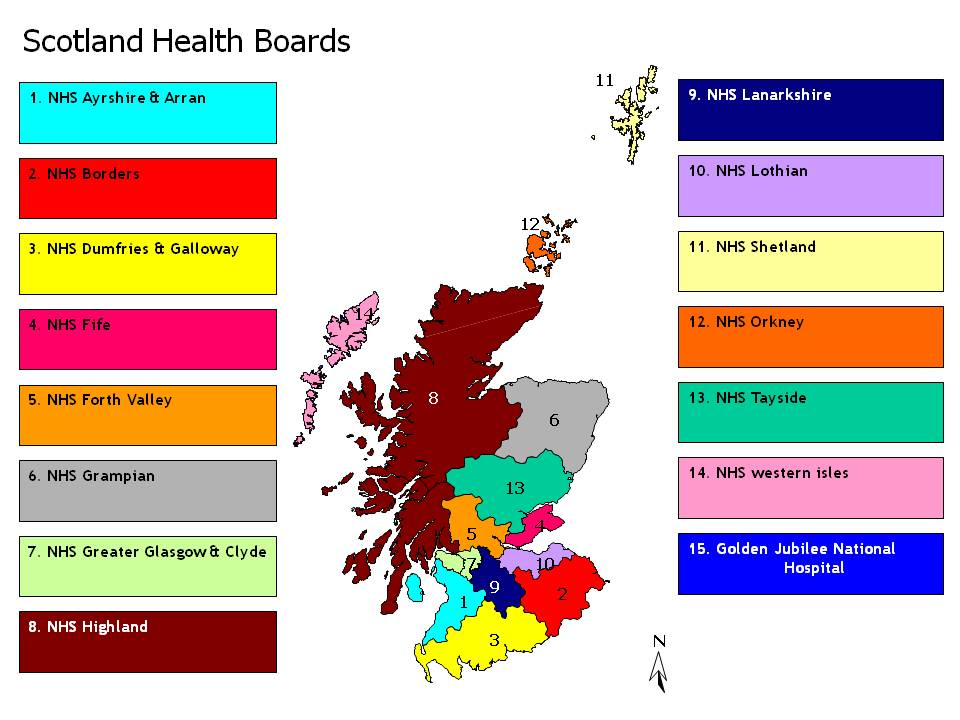 Scotland Health Boards
1. NHS Ayrshire & Arran
2. NHS Borders
3. NHS Dumfries & Galloway
4. NHS Fife
5. NHS Forth Valley
6. NHS Grampian
7. NHS Greater Glasgow & Clyde
8. NHS Highland
11
12
14
8
6
13
5
4
7
10
9
1
2
3
N
9. NHS Lanarkshire
10. NHS Lothian
11. NHS Shetland
12. NHS Orkney
13. NHS Tayside
14. NHS western isles
15. Golden Jubilee National
Hospital